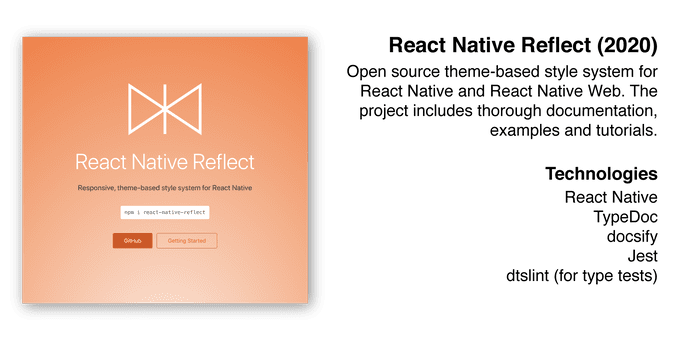 React Native Reflect
Responsive, theme-based style system for React Native
npm i react-native-reflect
GitHub
Getting Started
React Native Reflect (2020)
Open source theme-based style system for
React Native and React Native Web. The
project includes thorough documentation,
examples and tutorials.
Technologies
React Native
TypeDoc
docsify
Jest
dtslint (for type tests)